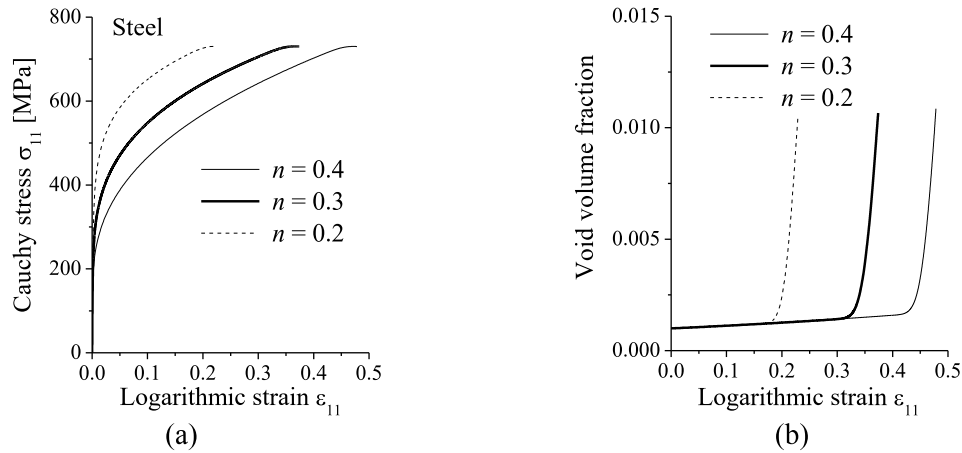 800
600
400
200
0
Cauchy stress σ₁₁ [MPa]
Steel
n = 0.4
n = 0.3
n = 0.2
0.0 0.1 0.2 0.3 0.4 0.5
Logarithmic strain ε₁₁
(a)
0.015
0.010
0.005
0.000
Void volume fraction
n = 0.4
n = 0.3
n = 0.2
0.0 0.1 0.2 0.3 0.4 0.5
Logarithmic strain ε₁₁
(b)